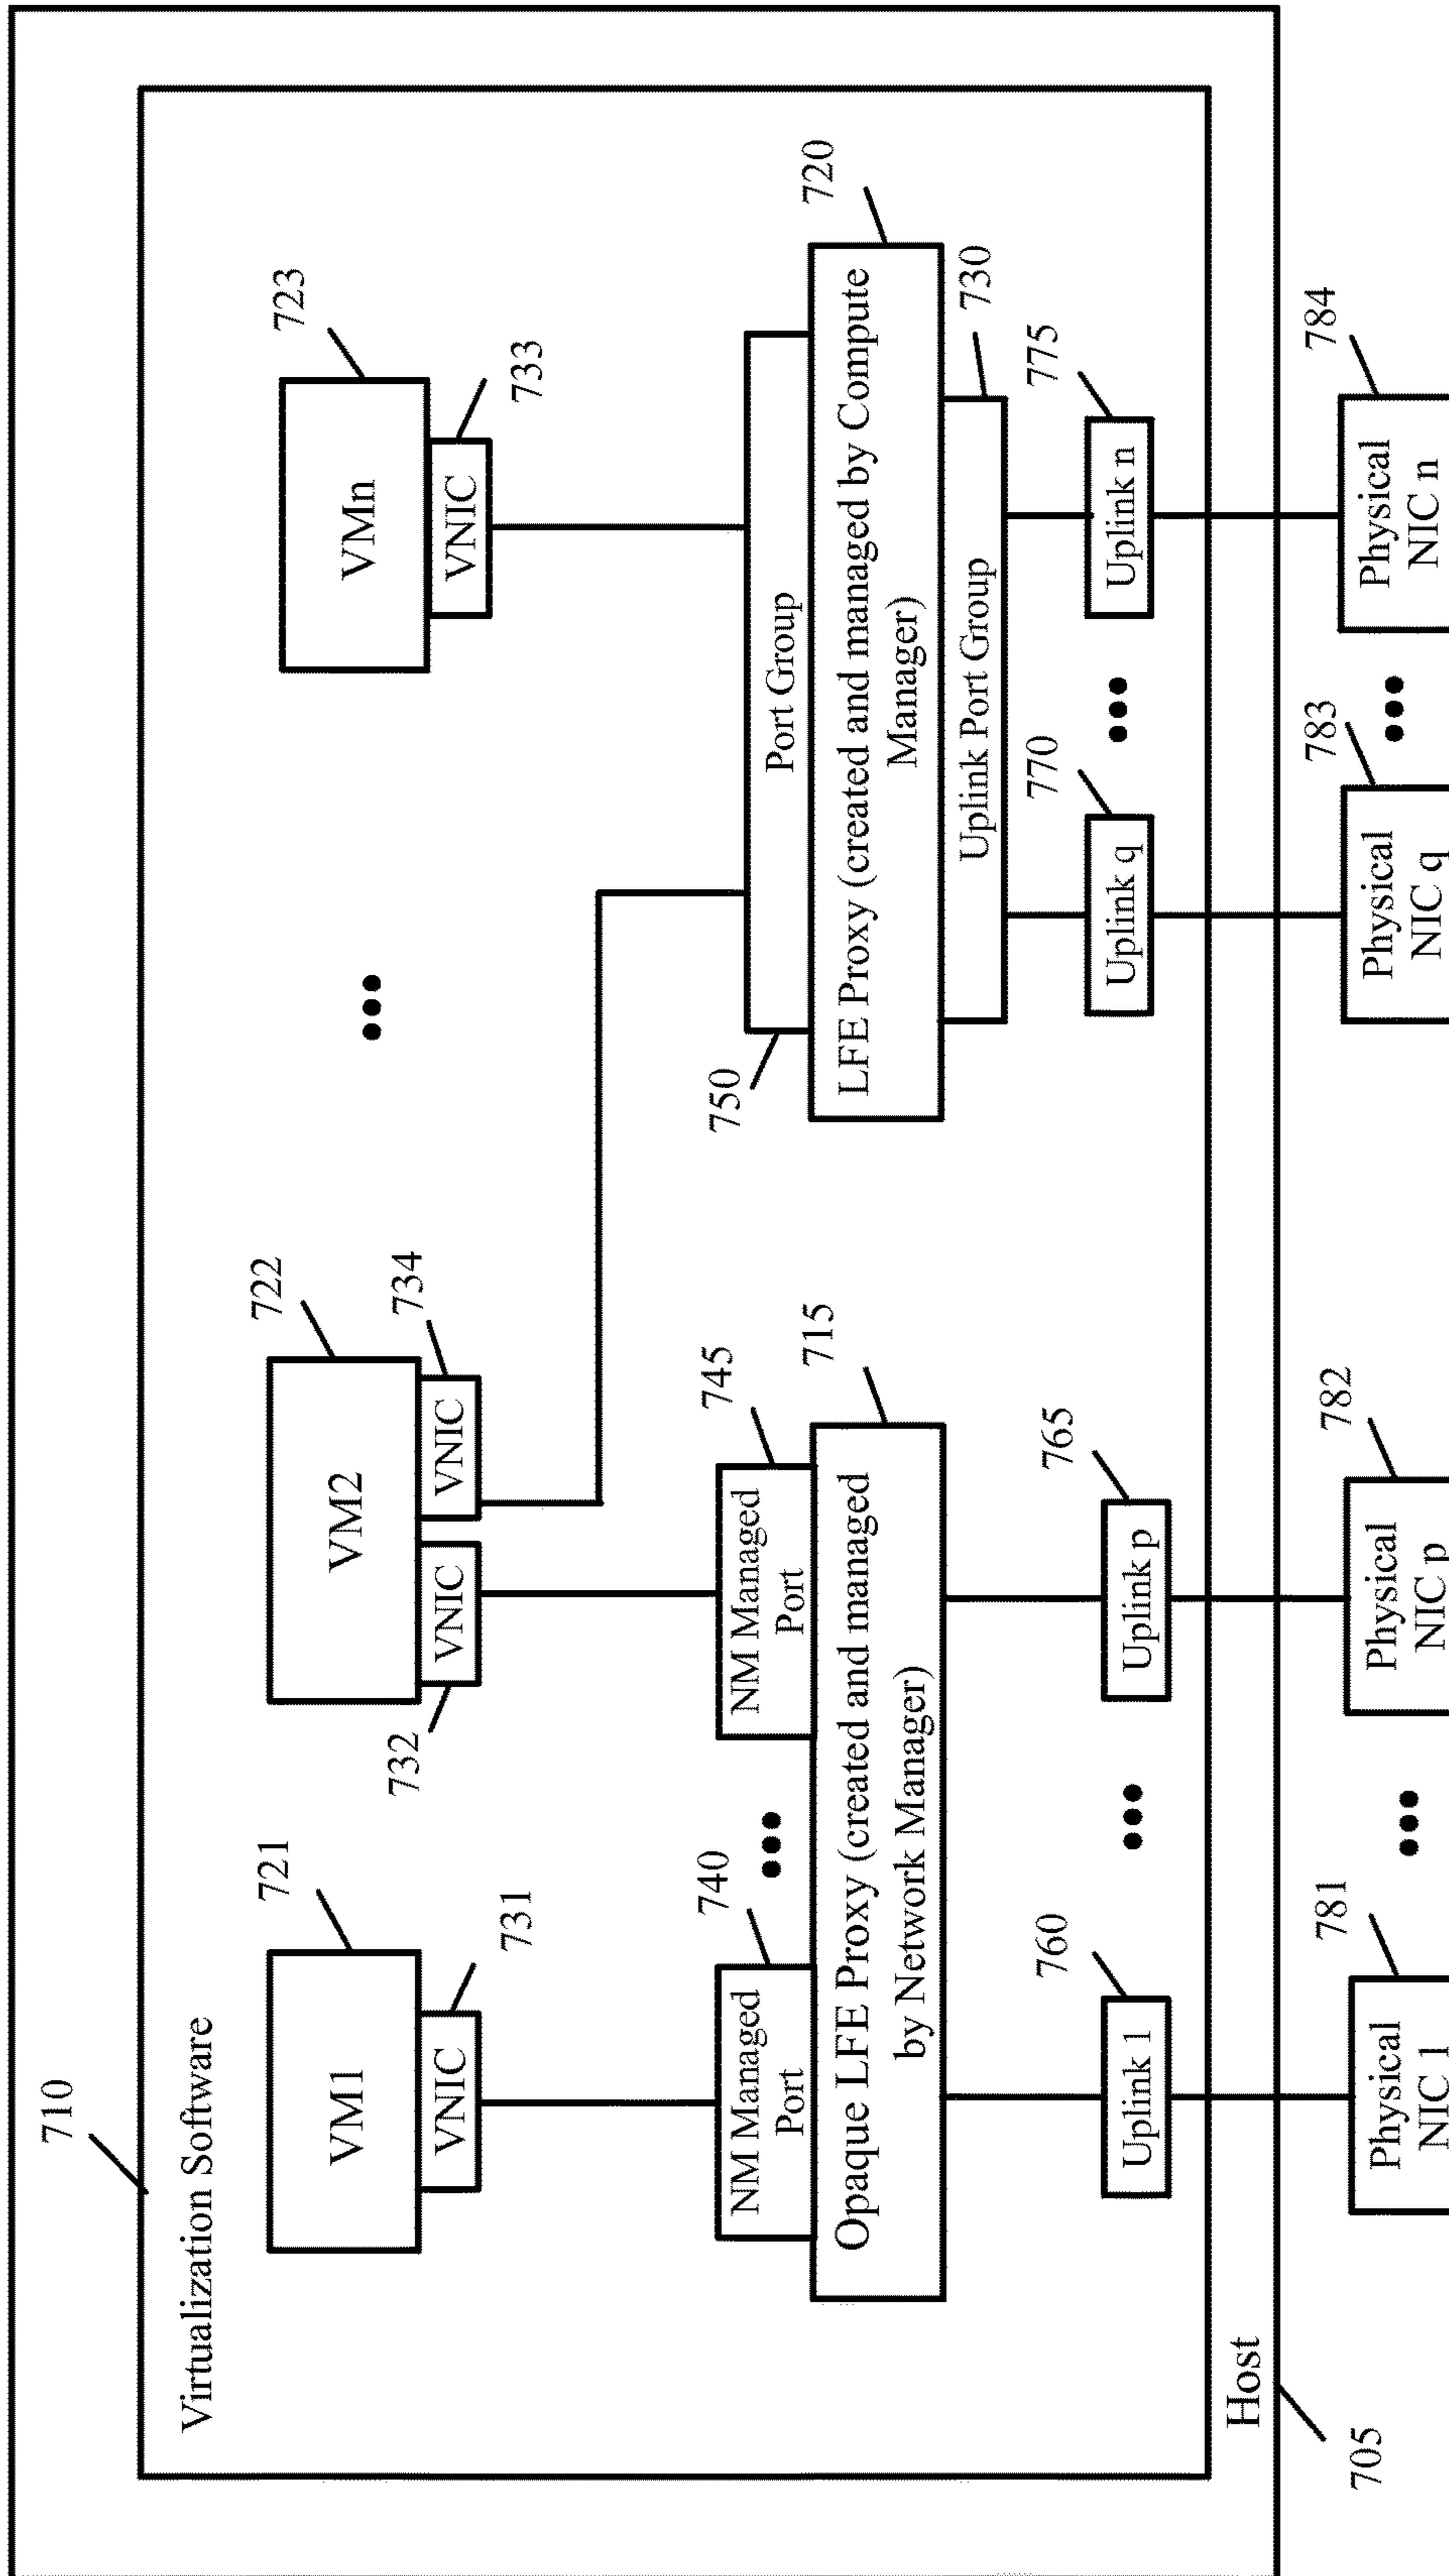 710
Virtualization Software
721
VM1
VNIC
731
722
VM2
VNIC
VNIC
732
734
723
VMn
VNIC
733
740
NM Managed
Port
745
NM Managed
Port
715
Opaque LFE Proxy (created and managed
by Network Manager)
750
Port Group
720
LFE Proxy (created and managed by Compute
Manager)
730
Uplink Port Group
760
Uplink 1
765
Uplink p
770
Uplink q
775
Uplink n
Host
705
781
Physical
NIC 1
782
Physical
NIC p
783
Physical
NIC q
784
Physical
NIC n